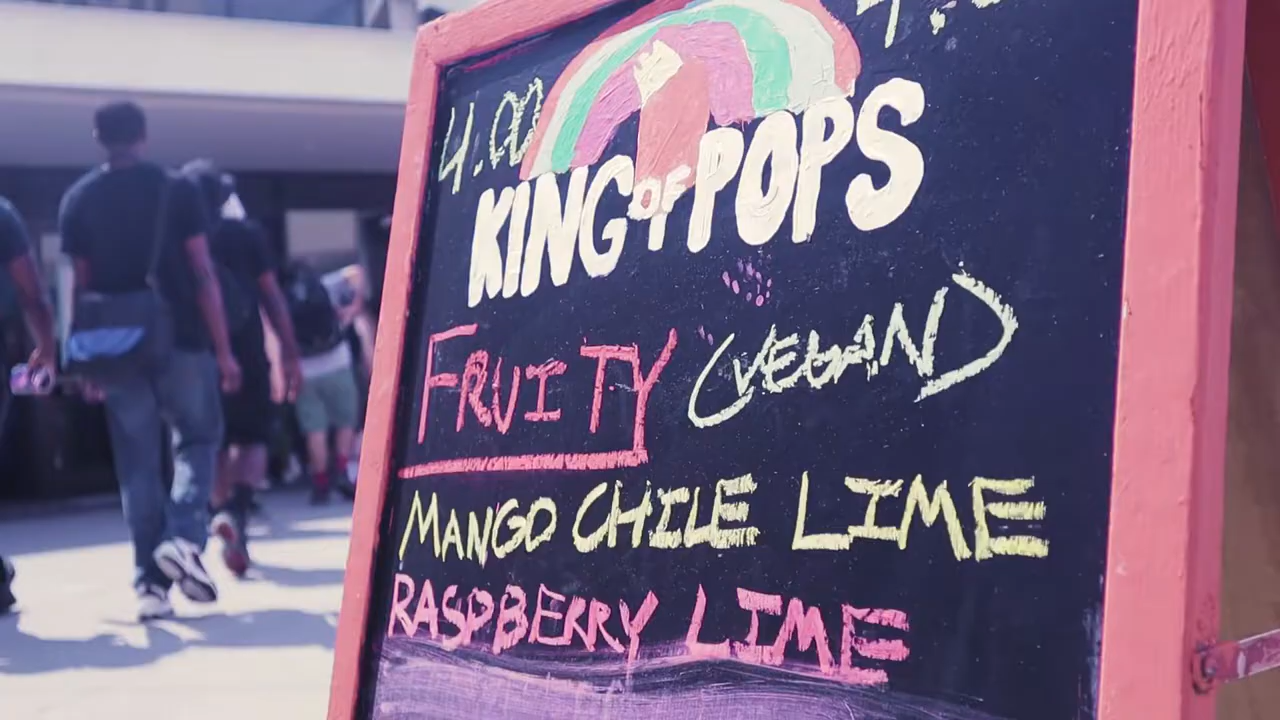 4.00
KING OF POPS
FRUITY (VEGAN)
MANGO CHILE LIME
RASPBERRY LIME